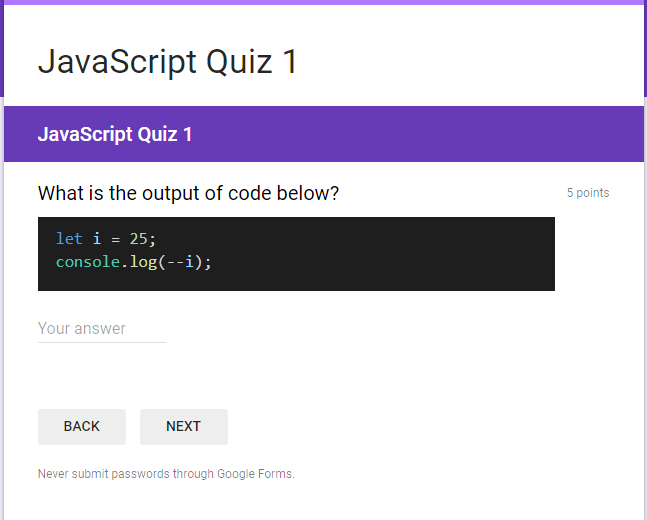 JavaScript Quiz 1
JavaScript Quiz 1
What is the output of code below?
5 points
let i = 25;
console.log(--i);
Your answer
BACK
NEXT
Never submit passwords through Google Forms.